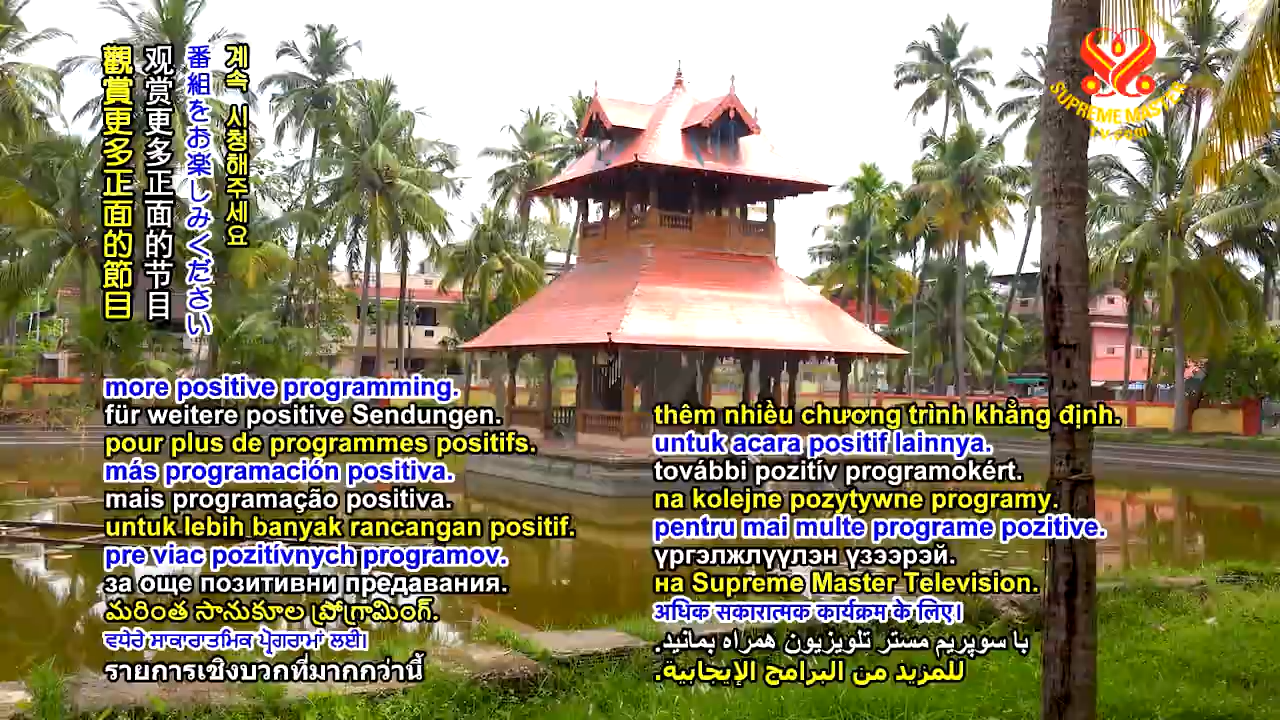 觀賞更多正面的節目
观赏更多正面的节目
番組をお楽しみください
계속 시청해주세요
SUPREME MASTER
TV.com
more positive programming.
für weitere positive Sendungen.
pour plus de programmes positifs.
más programación positiva.
mais programação positiva.
untuk lebih banyak rancangan positif.
pre viac pozitívnych programov.
за още позитивни предавания.
మరింత సానుకూల ప్రోగ్రామింగ్.
ਵਧੇਰੇ ਸਾਕਾਰਾਤਮਿਕ ਪ੍ਰੋਗਰਾਮਾਂ ਲਈ।
รายการเชิงบวกที่มากกว่านี้
thêm nhiều chương trình khẳng định.
untuk acara positif lainnya.
további pozitív programokért.
na kolejne pozytywne programy.
pentru mai multe programe pozitive.
үргэлжлүүлэн үзээрэй.
на Supreme Master Television.
अधिक सकारात्मक कार्यक्रम के लिए।
با سوپریم مستر تلویزیون همراه بمانید.
للمزيد من البرامج الإيجابية.